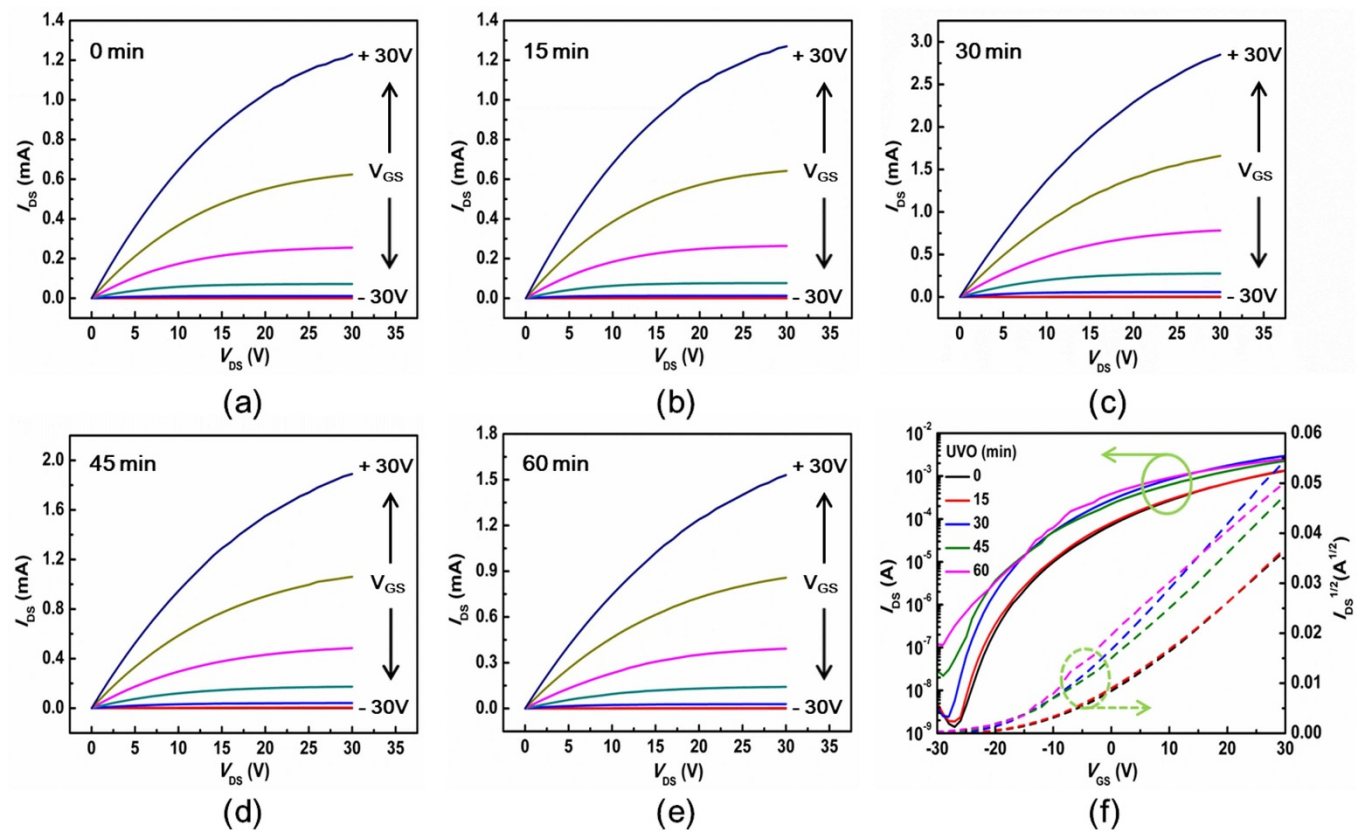 0 min
+ 30V
V_GS
- 30V
I_DS (mA)
1.4
1.2
1.0
0.8
0.6
0.4
0.2
0.0
0 5 10 15 20 25 30 35
V_DS (V)
(a)
15 min
+ 30V
V_GS
- 30V
I_DS (mA)
1.4
1.2
1.0
0.8
0.6
0.4
0.2
0.0
0 5 10 15 20 25 30 35
V_DS (V)
(b)
30 min
+ 30V
V_GS
- 30V
I_DS (mA)
3.0
2.5
2.0
1.5
1.0
0.5
0.0
0 5 10 15 20 25 30 35
V_DS (V)
(c)
45 min
+ 30V
V_GS
- 30V
I_DS (mA)
2.0
1.6
1.2
0.8
0.4
0.0
0 5 10 15 20 25 30 35
V_DS (V)
(d)
60 min
+ 30V
V_GS
- 30V
I_DS (mA)
1.8
1.5
1.2
0.9
0.6
0.3
0.0
0 5 10 15 20 25 30 35
V_DS (V)
(e)
UVO (min)
0
15
30
45
60
I_DS (A)
10^-2
10^-3
10^-4
10^-5
10^-6
10^-7
10^-8
10^-9
0.06
0.05
0.04
0.03
0.02
0.01
0.00
I_DS^1/2(A^1/2)
-30 -20 -10 0 10 20 30
V_GS (V)
(f)